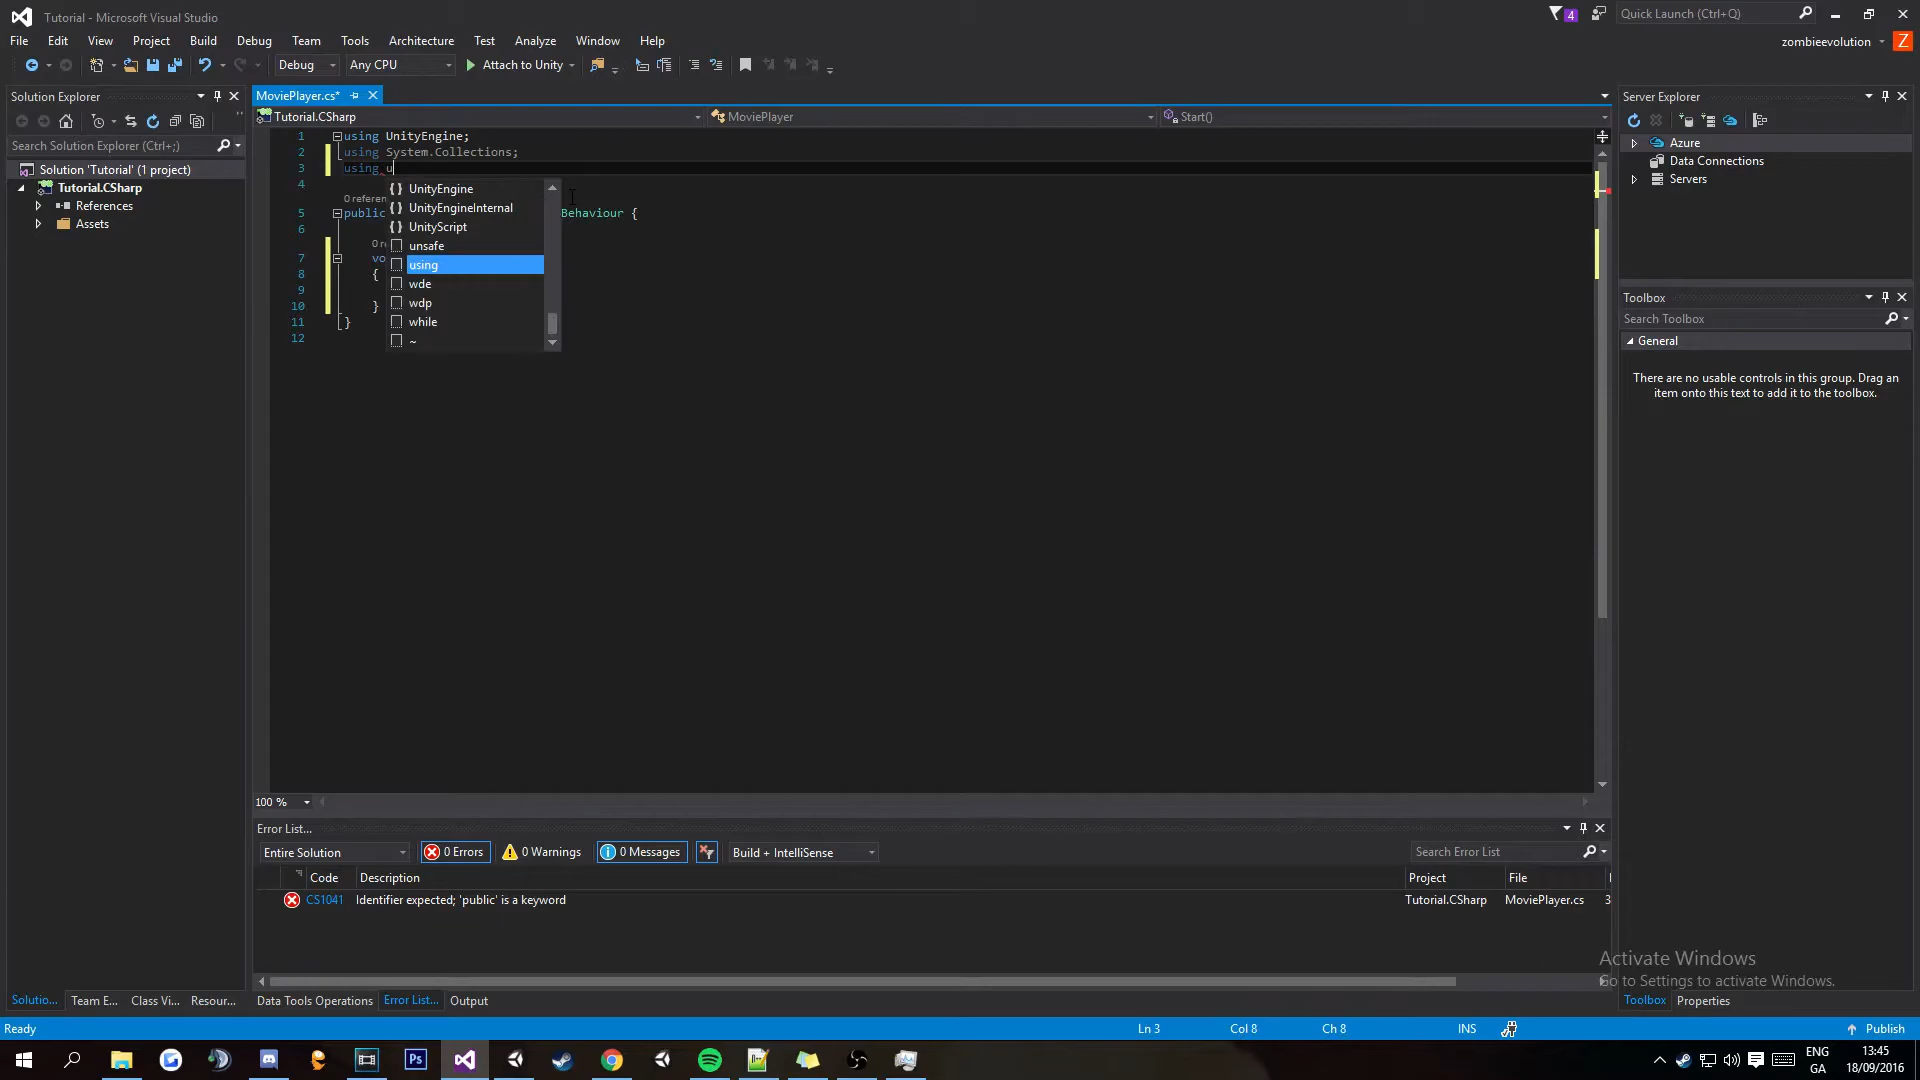 Tutorial - Microsoft Visual Studio
4
Quick Launch (Ctrl+Q)
File Edit View Project Build Debug Team Tools Architecture Test Analyze Window Help
zombieevolution
Z
Debug Any CPU Attach to Unity
Solution Explorer
MoviePlayer.cs*
Server Explorer
Tutorial.CSharp
MoviePlayer
Start()
Search Solution Explorer (Ctrl+;)
Solution 'Tutorial' (1 project)
Tutorial.CSharp
References
Assets
1 using UnityEngine;
2 using System.Collections;
3 using u
4
0 referen
5 public Behaviour {
6
0 re
7 vo
8 {
9
10 }
11 }
12
UnityEngine
UnityEngineInternal
UnityScript
unsafe
using
wde
wdp
while
~
Azure
Data Connections
Servers
Toolbox
Search Toolbox
General
There are no usable controls in this group. Drag an
item onto this text to add it to the toolbox.
100 %
Error List...
Entire Solution
0 Errors
0 Warnings
0 Messages
Build + IntelliSense
Search Error List
Code Description Project File
CS1041 Identifier expected; 'public' is a keyword Tutorial.CSharp MoviePlayer.cs 3
Activate Windows
Go to Settings to activate Windows.
Solutio... Team E... Class Vi... Resour...
Data Tools Operations Error List... Output
Toolbox Properties
Ready
Ln 3 Col 8 Ch 8 INS
Publish
Ps
ENG
GA
13:45
18/09/2016